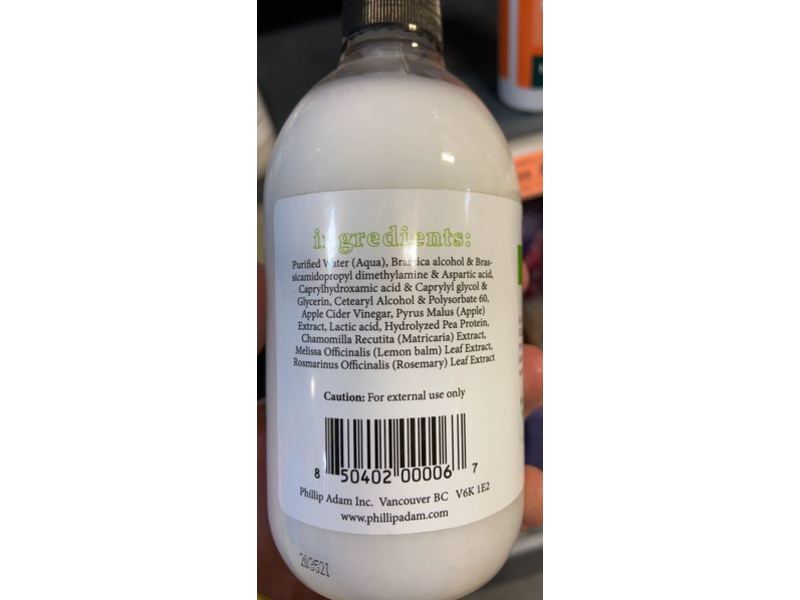 ingredients:
Purified Water (Aqua), Brassica alcohol & Bras-
sicamidopropyl dimethylamine & Aspartic acid,
Caprylhydroxamic acid & Caprylyl glycol &
Glycerin, Cetearyl Alcohol & Polysorbate 60,
Apple Cider Vinegar, Pyrus Malus (Apple)
Extract, Lactic acid, Hydrolyzed Pea Protein,
Chamomilla Recutita (Matricaria) Extract,
Melissa Officinalis (Lemon balm) Leaf Extract,
Rosmarinus Officinalis (Rosemary) Leaf Extract
Caution: For external use only
8 50402 00006 7
Phillip Adam Inc. Vancouver BC V6K 1E2
www.phillipadam.com